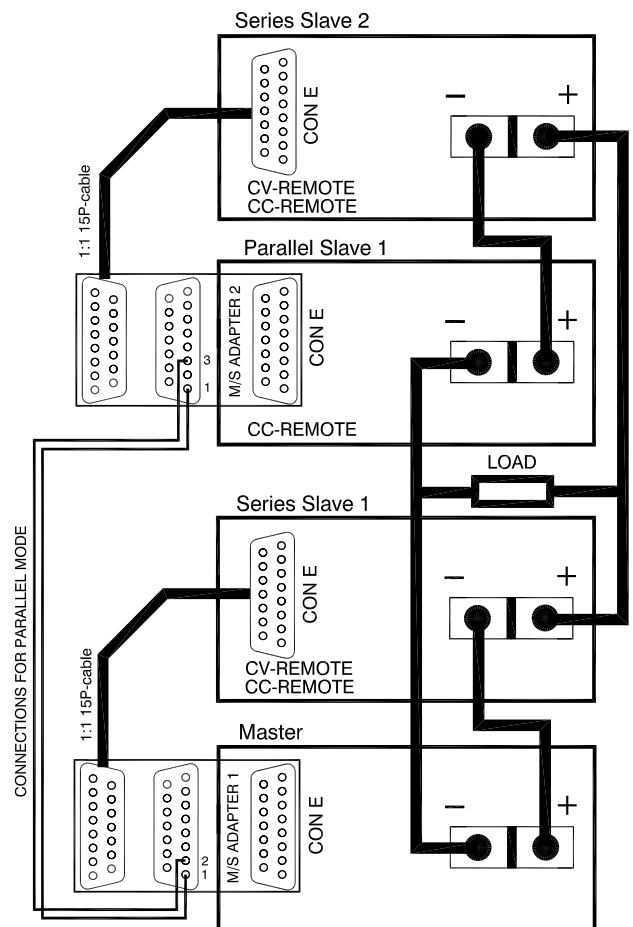 Series Slave 2
− +
CON E
CV-REMOTE
CC-REMOTE
1:1 15P-cable
Parallel Slave 1
− +
M/S ADAPTER 2
CON E
3
1
CC-REMOTE
LOAD
Series Slave 1
− +
CON E
CV-REMOTE
CC-REMOTE
CONNECTIONS FOR PARALLEL MODE
1:1 15P-cable
Master
− +
M/S ADAPTER 1
CON E
2
1